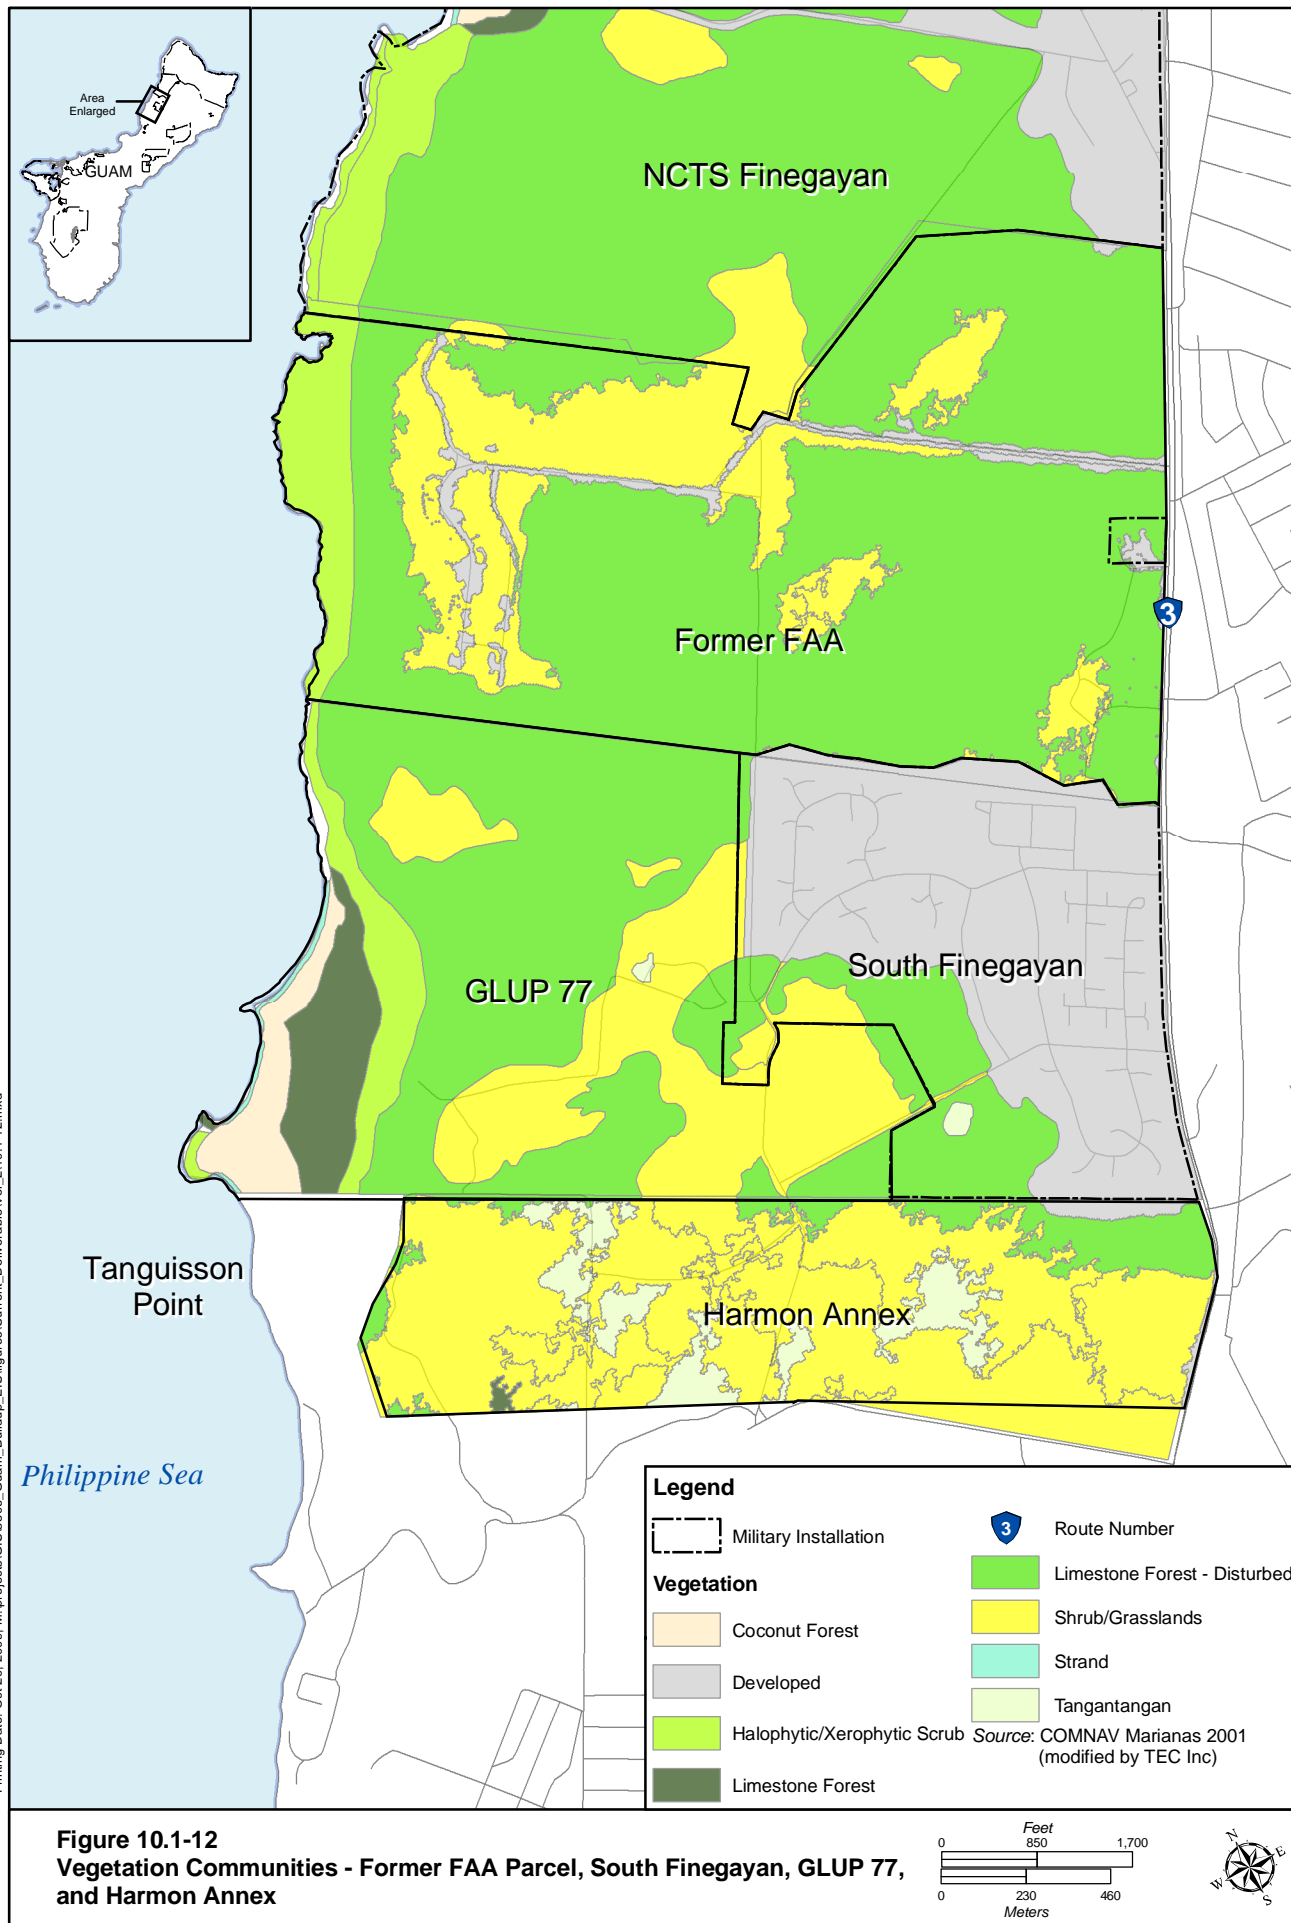 Area
Enlarged
GUAM
NCTS Finegayan
Former FAA
3
South Finegayan
GLUP 77
Harmon Annex
Tanguisson
Point
Philippine Sea
Legend
Military Installation
Vegetation
Coconut Forest
Developed
Halophytic/Xerophytic Scrub
Limestone Forest
3
Route Number
Limestone Forest - Disturbed
Shrub/Grasslands
Strand
Tangantangan
Source: COMNAV Marianas 2001
(modified by TEC Inc)
Figure 10.1-12
Vegetation Communities - Former FAA Parcel, South Finegayan, GLUP 77,
and Harmon Annex
Feet
0 850 1,700
0 230 460
Meters
N
E
W
S